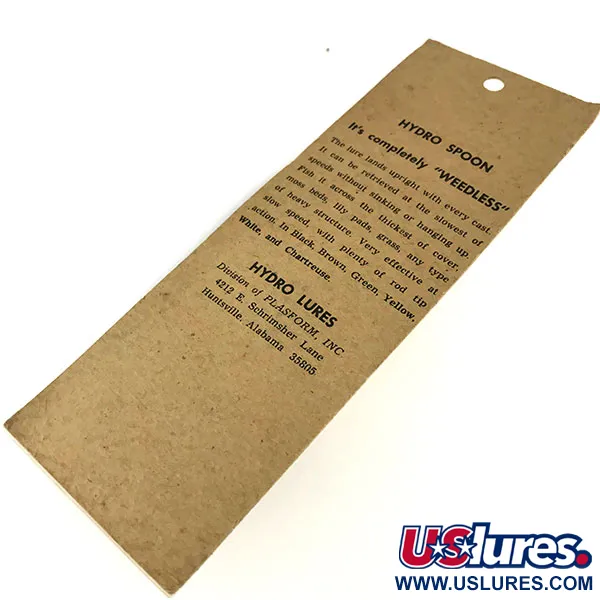 HYDRO SPOON
It's completely "WEEDLESS"
The lure lands upright with every cast.
It can be retrieved at the slowest of
speeds without sinking or hanging up.
Fish it across the thickest of cover.
moss beds, lily pads, grass, any type
of heavy structure. Very effective at
slow speed, with plenty of rod tip
action. In Black, Brown, Green, Yellow,
White, and Chartreuse.
HYDRO LURES
Division of PLASFORM, INC
4212 E. Schrimsher Lane
Huntsville, Alabama 35805
USlures.
WWW.USLURES.COM